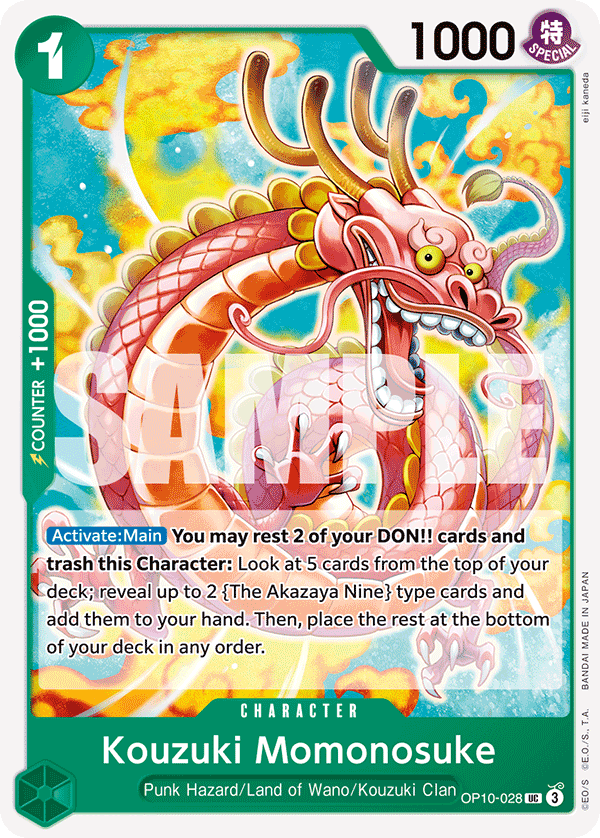 1
1000
特
SPECIAL
eiji kaneda
COUNTER +1000
SAMPLE
Activate:Main You may rest 2 of your DON!! cards and
trash this Character: Look at 5 cards from the top of your
deck; reveal up to 2 {The Akazaya Nine} type cards and
add them to your hand. Then, place the rest at the bottom
of your deck in any order.
CHARACTER
Kouzuki Momonosuke
Punk Hazard/Land of Wano/Kouzuki Clan
OP10-028 UC 3
©EO/S ©E.O./S., T.A. BANDAI MADE IN JAPAN